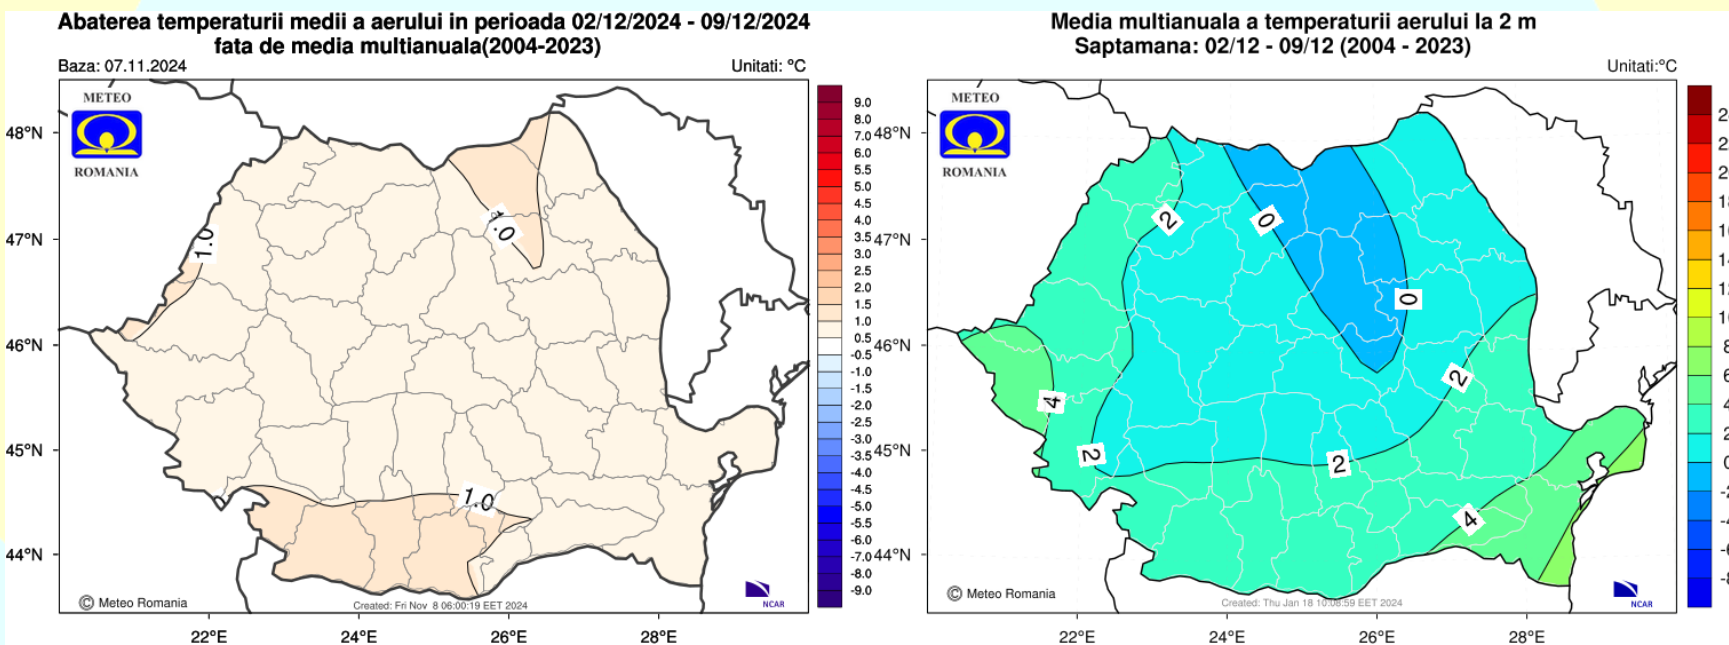 Abaterea temperaturii medii a aerului in perioada 02/12/2024 - 09/12/2024
fata de media multianuala(2004-2023)
Baza: 07.11.2024
Unitati: °C
METEO
ROMANIA
48°N
47°N
46°N
45°N
44°N
22°E
24°E
26°E
28°E
1.0
1.0
9.0
8.0
7.0
6.0
5.0
4.5
4.0
3.5
3.0
2.5
2.0
1.5
1.0
0.5
-0.5
-1.0
-1.5
-2.0
-2.5
-3.0
-3.5
-4.0
-4.5
-5.0
-5.5
-6.0
-7.0
-8.0
-9.0
© Meteo Romania
Created: Fri Nov 8 06:00:19 EET 2024
NCAR
Media multianuala a temperaturii aerului la 2 m
Saptamana: 02/12 - 09/12 (2004 - 2023)
Unitati:°C
METEO
ROMANIA
48°N
47°N
46°N
45°N
44°N
22°E
24°E
26°E
28°E
2
0
0
2
4
2
2
4
8
6
4
2
0
-2
-4
-6
-8
© Meteo Romania
Created: Thu Jan 18 10:08:59 EET 2024
NCAR